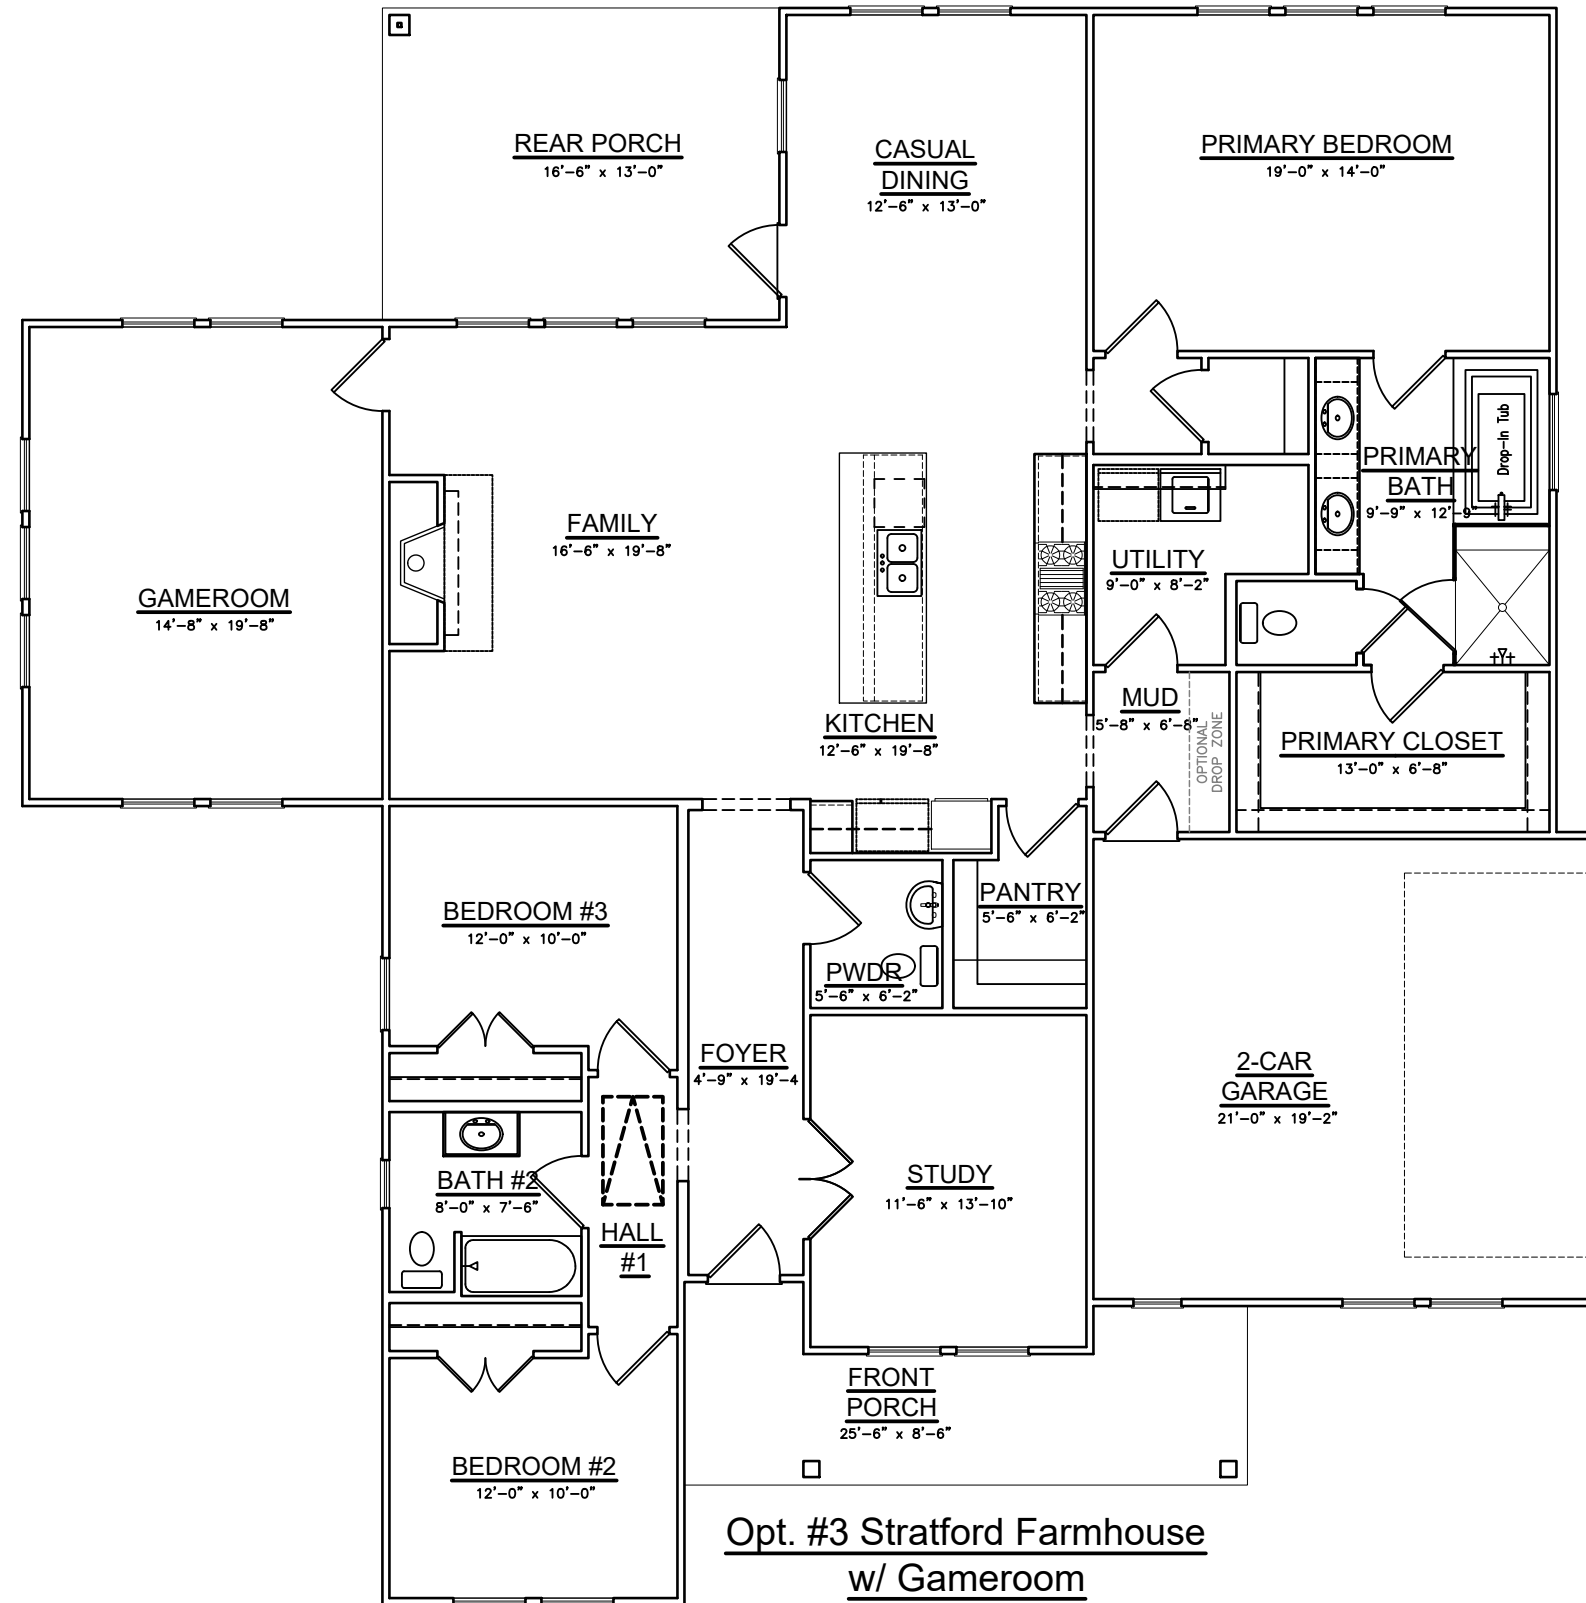 REAR PORCH
16'-6" x 13'-0"
CASUAL
DINING
12'-6" x 13'-0"
PRIMARY BEDROOM
19'-0" x 14'-0"
Drop-In Tub
PRIMARY
BATH
9'-9" x 12'-9"
FAMILY
16'-6" x 19'-8"
UTILITY
9'-0" x 8'-2"
GAMEROOM
14'-8" x 19'-8"
KITCHEN
12'-6" x 19'-8"
MUD
5'-8" x 6'-8"
OPTIONAL
DROP ZONE
PRIMARY CLOSET
13'-0" x 6'-8"
BEDROOM #3
12'-0" x 10'-0"
PANTRY
5'-6" x 6'-2"
PWDR
5'-6" x 6'-2"
FOYER
4'-9" x 19'-4
2-CAR
GARAGE
21'-0" x 19'-2"
BATH #2
8'-0" x 7'-6"
STUDY
11'-6" x 13'-10"
HALL
#1
FRONT
PORCH
25'-6" x 8'-6"
BEDROOM #2
12'-0" x 10'-0"
Opt. #3 Stratford Farmhouse
w/ Gameroom